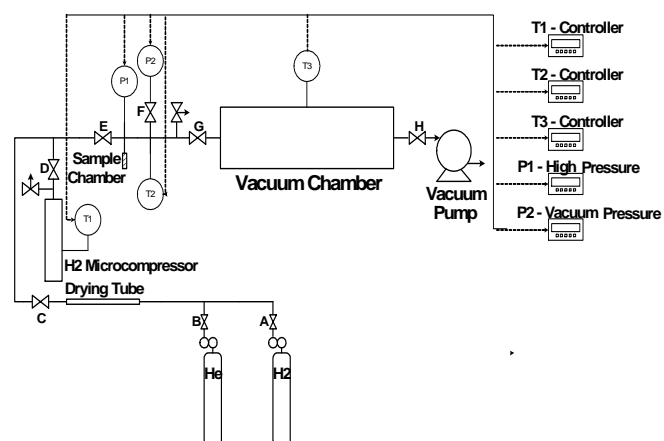 T1 - Controller
T2 - Controller
T3 - Controller
P1 - High Pressure
P2 - Vacuum Pressure
P1
P2
T3
E
F
G
H
D
Sample
Chamber
T2
Vacuum Chamber
Vacuum
Pump
T1
H2 Microcompressor
Drying Tube
C
B
A
He
H2